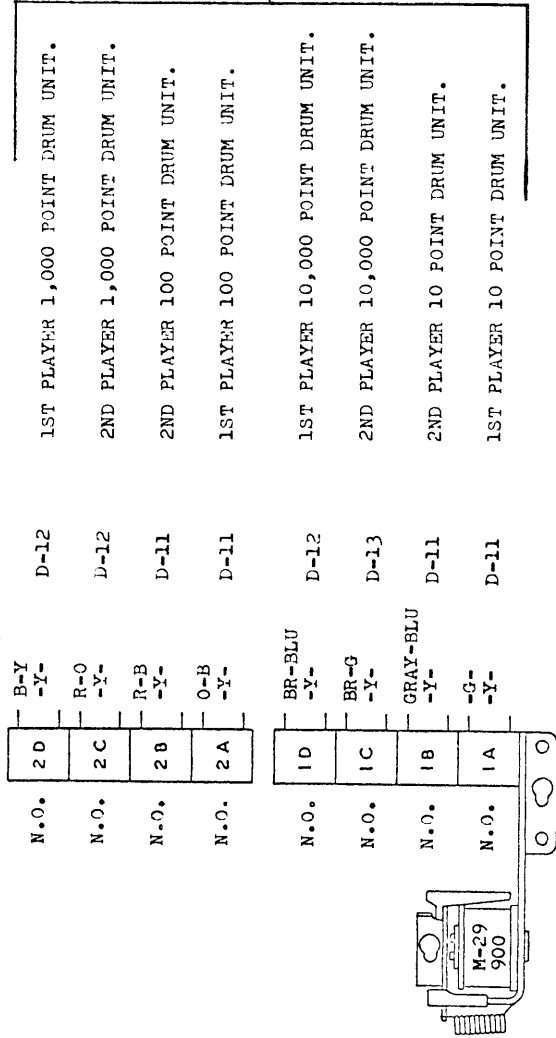 N.O. 2D B-Y D-12 1ST PLAYER 1,000 POINT DRUM UNIT.
-Y-
N.O. 2C R-O D-12 2ND PLAYER 1,000 POINT DRUM UNIT.
-Y-
N.O. 2B R-B D-11 2ND PLAYER 100 POINT DRUM UNIT.
-Y-
N.O. 2A O-B D-11 1ST PLAYER 100 POINT DRUM UNIT.
-Y-
N.O. 1D BR-BLU D-12 1ST PLAYER 10,000 POINT DRUM UNIT.
-Y-
N.O. 1C BR-G D-13 2ND PLAYER 10,000 POINT DRUM UNIT.
-Y-
N.O. 1B GRAY-BLU D-11 2ND PLAYER 10 POINT DRUM UNIT.
-Y-
N.O. 1A -G- D-11 1ST PLAYER 10 POINT DRUM UNIT.
-Y-
M-29
900